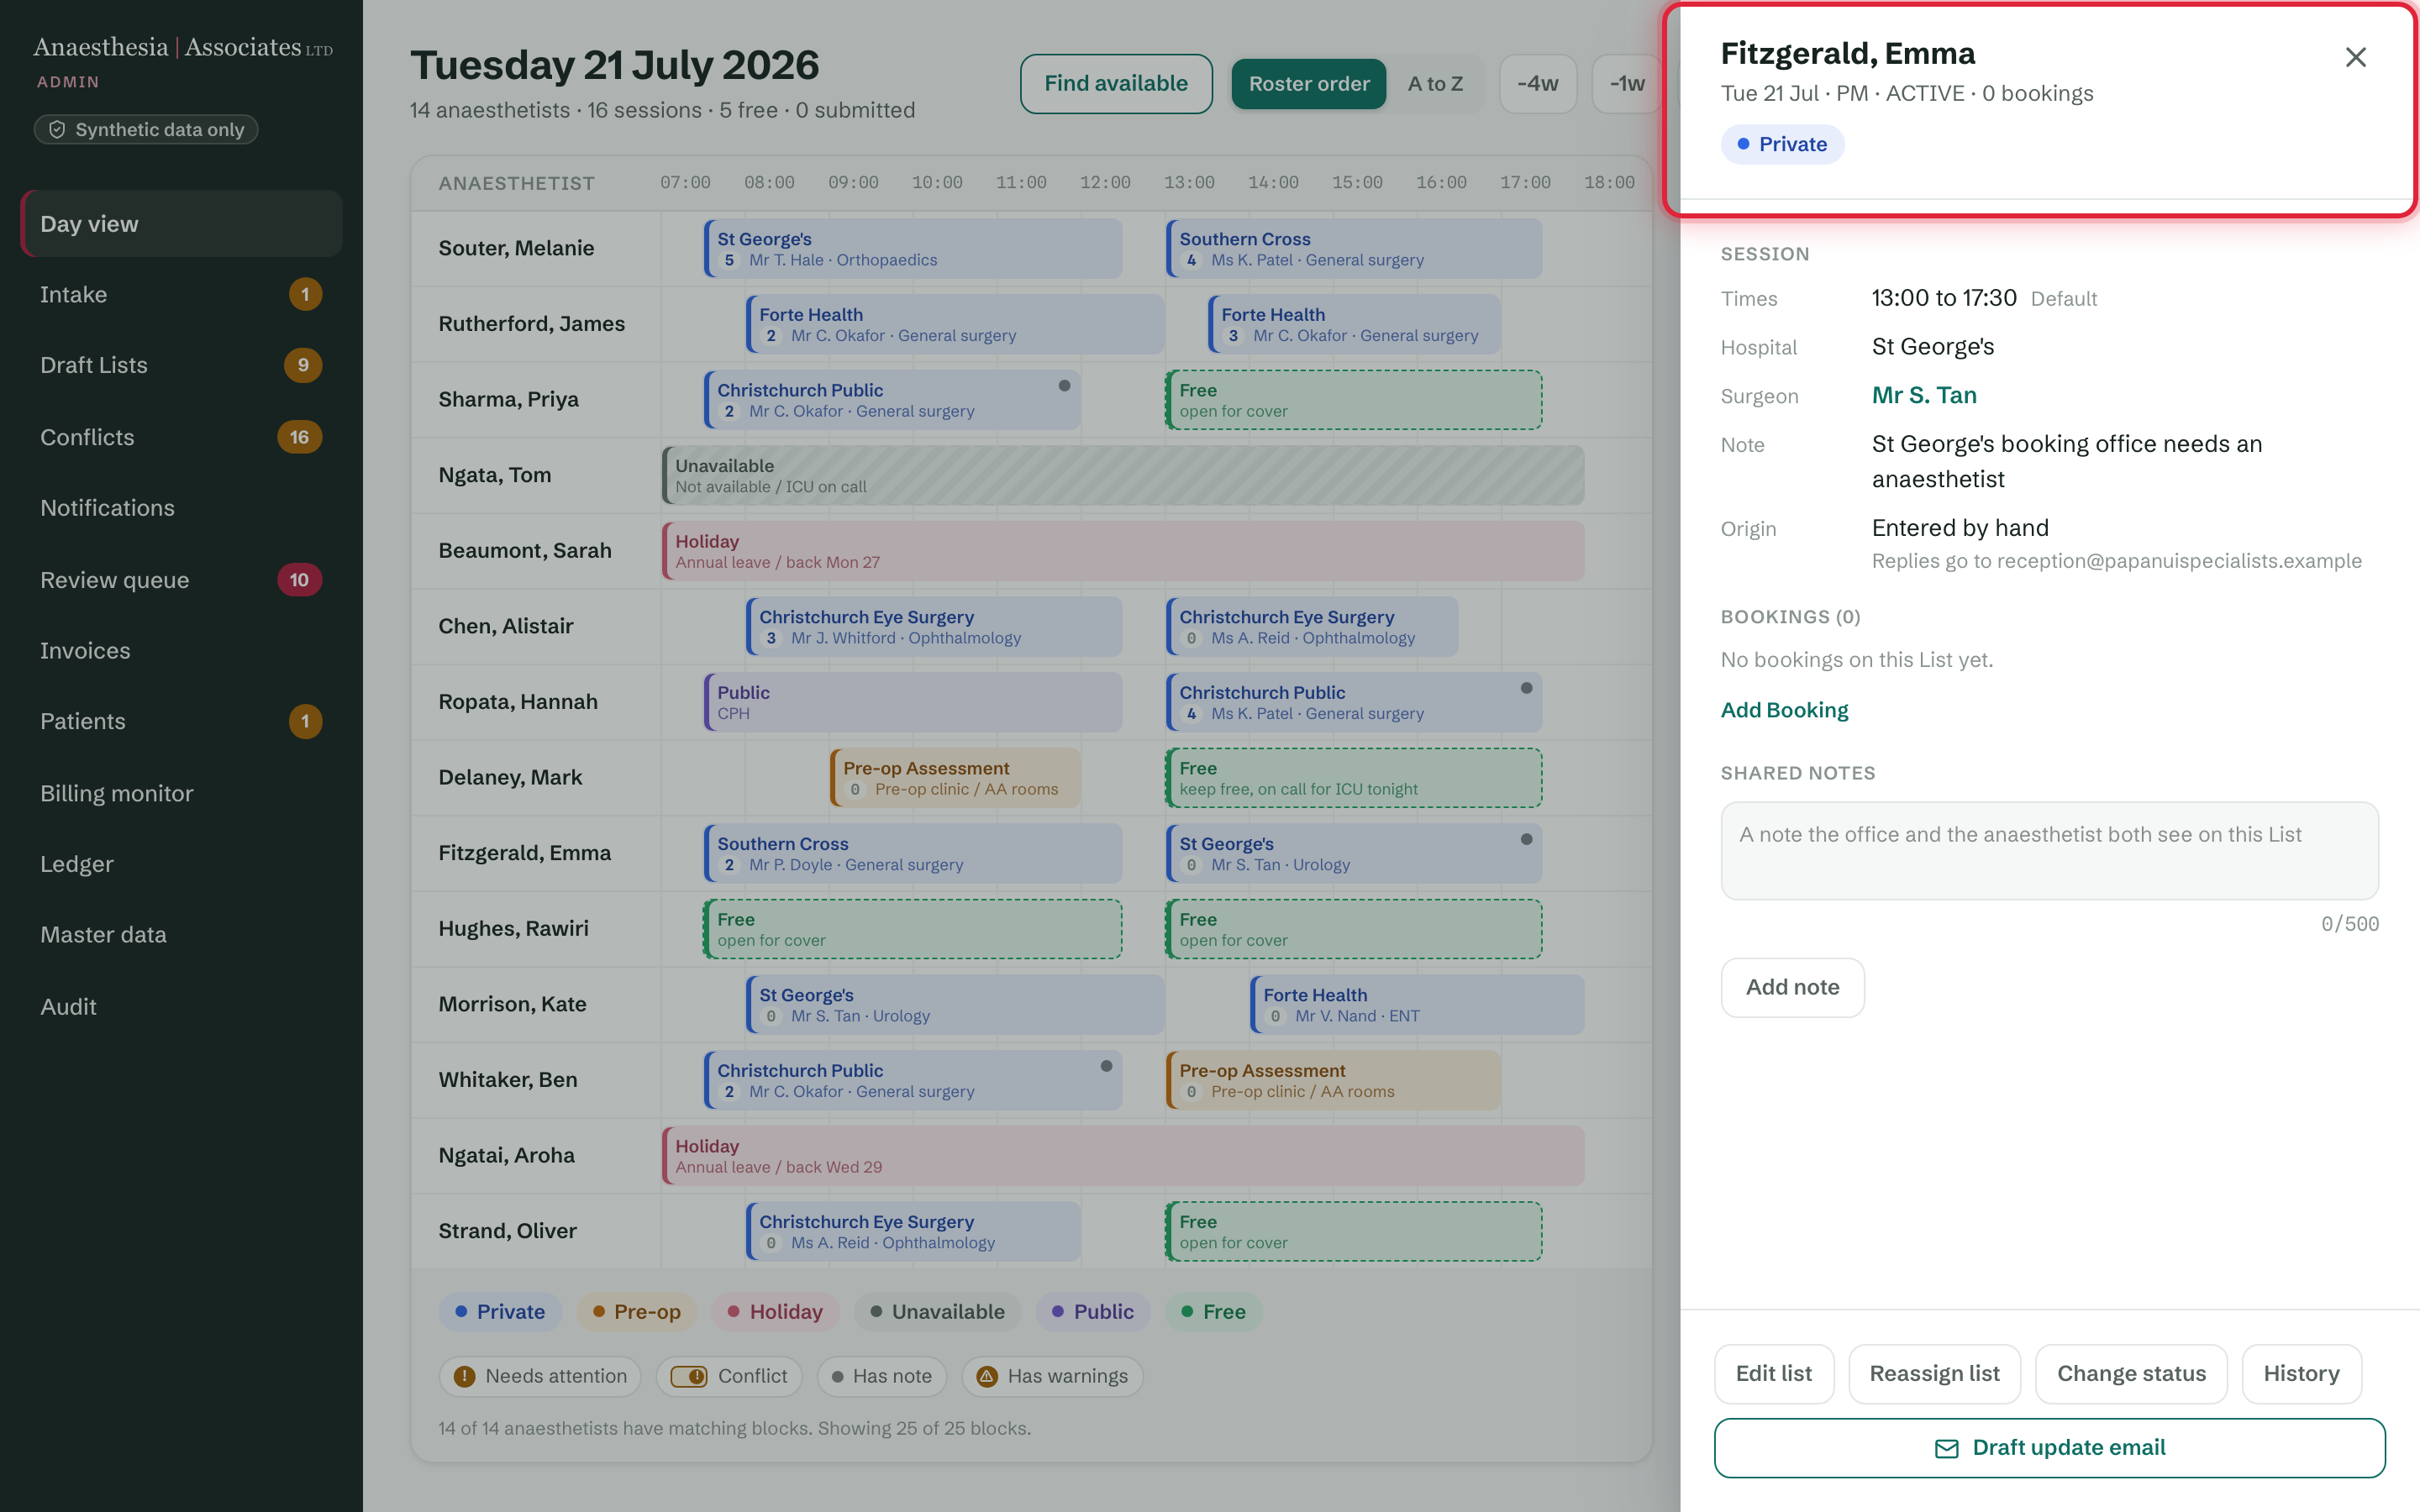 Anaesthesia | Associates LTD
ADMIN
Synthetic data only
Day view
Intake 1
Draft Lists 9
Conflicts 16
Notifications
Review queue 10
Invoices
Patients 1
Billing monitor
Ledger
Master data
Audit
Tuesday 21 July 2026
14 anaesthetists · 16 sessions · 5 free · 0 submitted
Find available
Roster order
A to Z
-4w
-1w
ANAESTHETIST 07:00 08:00 09:00 10:00 11:00 12:00 13:00 14:00 15:00 16:00 17:00 18:00
Souter, Melanie
St George's
5 Mr T. Hale · Orthopaedics
Southern Cross
4 Ms K. Patel · General surgery
Rutherford, James
Forte Health
2 Mr C. Okafor · General surgery
Forte Health
3 Mr C. Okafor · General surgery
Sharma, Priya
Christchurch Public
2 Mr C. Okafor · General surgery
Free
open for cover
Ngata, Tom
Unavailable
Not available / ICU on call
Beaumont, Sarah
Holiday
Annual leave / back Mon 27
Chen, Alistair
Christchurch Eye Surgery
3 Mr J. Whitford · Ophthalmology
Christchurch Eye Surgery
0 Ms A. Reid · Ophthalmology
Ropata, Hannah
Public
CPH
Christchurch Public
4 Ms K. Patel · General surgery
Delaney, Mark
Pre-op Assessment
0 Pre-op clinic / AA rooms
Free
keep free, on call for ICU tonight
Fitzgerald, Emma
Southern Cross
2 Mr P. Doyle · General surgery
St George's
0 Mr S. Tan · Urology
Hughes, Rawiri
Free
open for cover
Free
open for cover
Morrison, Kate
St George's
0 Mr S. Tan · Urology
Forte Health
0 Mr V. Nand · ENT
Whitaker, Ben
Christchurch Public
2 Mr C. Okafor · General surgery
Pre-op Assessment
0 Pre-op clinic / AA rooms
Ngatai, Aroha
Holiday
Annual leave / back Wed 29
Strand, Oliver
Christchurch Eye Surgery
0 Ms A. Reid · Ophthalmology
Free
open for cover
Private
Pre-op
Holiday
Unavailable
Public
Free
Needs attention
Conflict
Has note
Has warnings
14 of 14 anaesthetists have matching blocks. Showing 25 of 25 blocks.
Fitzgerald, Emma
Tue 21 Jul · PM · ACTIVE · 0 bookings
Private
SESSION
Times 13:00 to 17:30 Default
Hospital St George's
Surgeon Mr S. Tan
Note St George's booking office needs an
anaesthetist
Origin Entered by hand
Replies go to reception@papanuispecialists.example
BOOKINGS (0)
No bookings on this List yet.
Add Booking
SHARED NOTES
A note the office and the anaesthetist both see on this List
0/500
Add note
Edit list
Reassign list
Change status
History
Draft update email